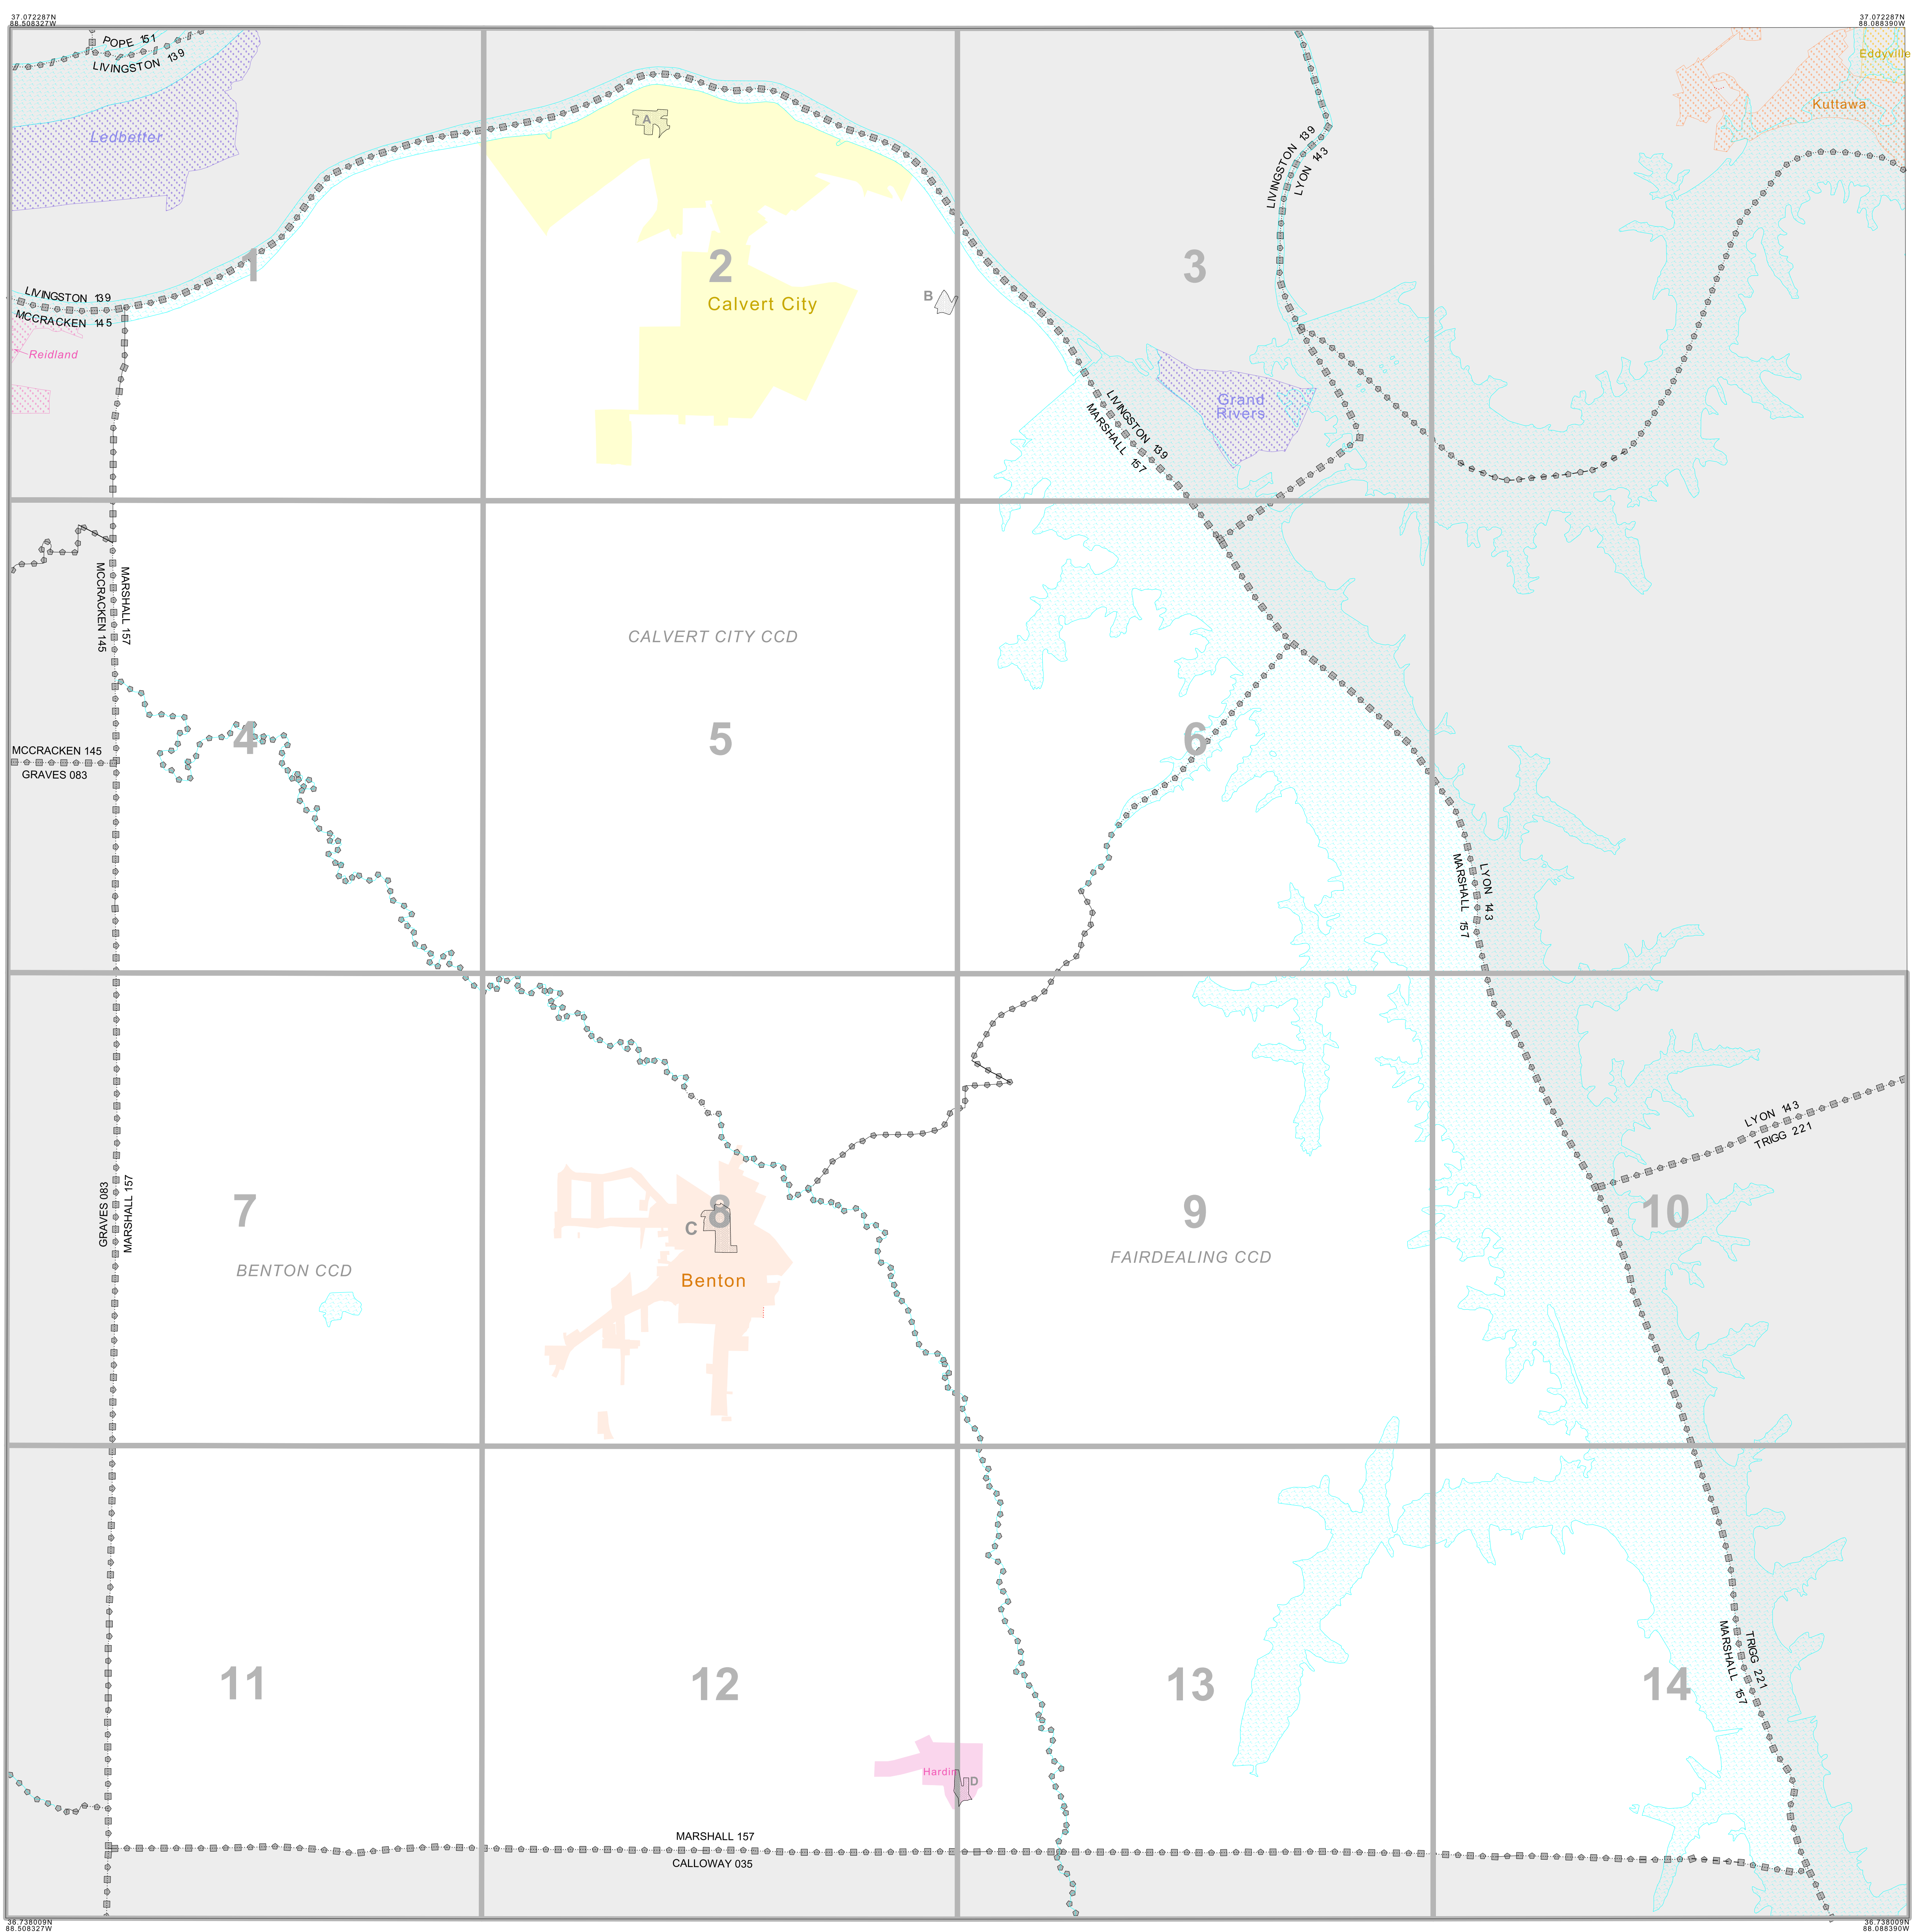 37.072287N
88.508327W
37.072287N
88.088390W
POPE 151
LIVINGSTON 139
Eddyville
Kuttawa
Ledbetter
A
LIVINGSTON 139
LYON 143
1
2
3
LIVINGSTON 139
MCCRACKEN 145
Calvert City
B
Reidland
Grand
Rivers
LIVINGSTON 139
MARSHALL 157
MARSHALL 157
MCCRACKEN 145
CALVERT CITY CCD
4
5
6
MCCRACKEN 145
GRAVES 083
LYON 143
MARSHALL 157
LYON 143
TRIGG 221
GRAVES 083
MARSHALL 157
7
8
9
10
C
BENTON CCD
Benton
FAIRDEALING CCD
11
12
13
14
TRIGG 221
MARSHALL 157
Hardin
D
MARSHALL 157
CALLOWAY 035
36.738009N
88.508327W
36.738009N
88.088390W